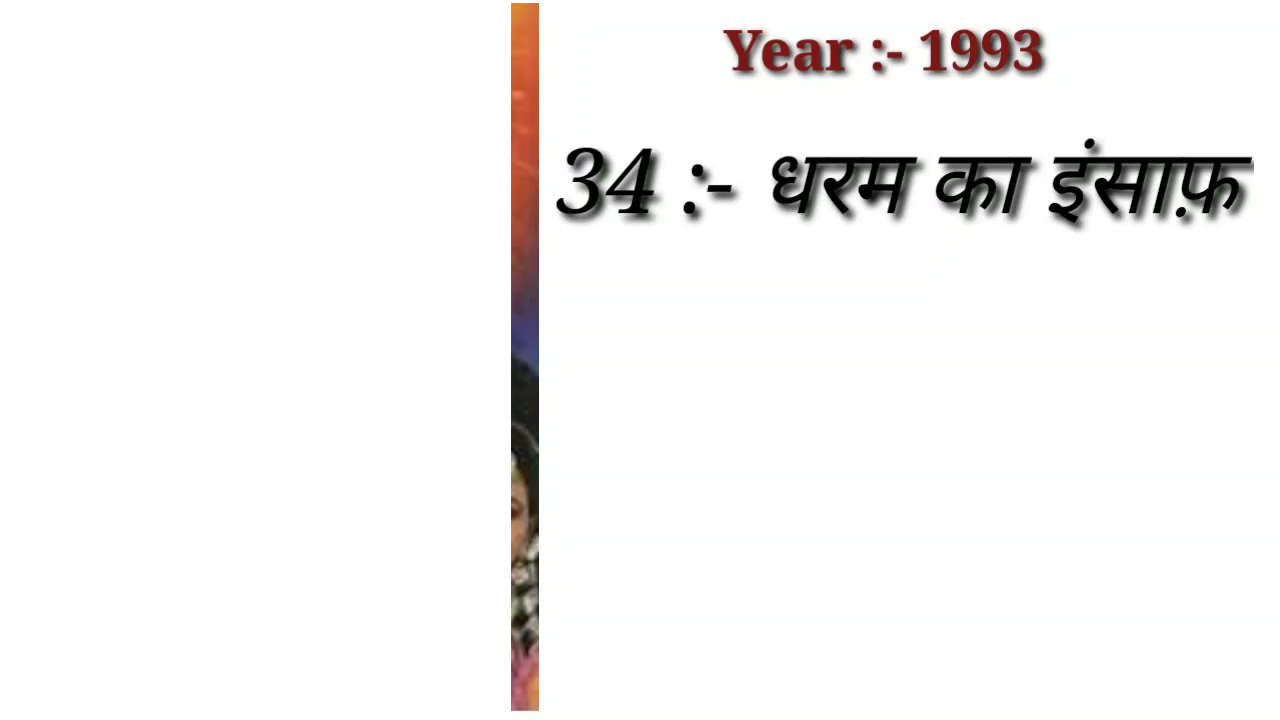 Year :- 1993
34 :- धरम का इंसाफ़